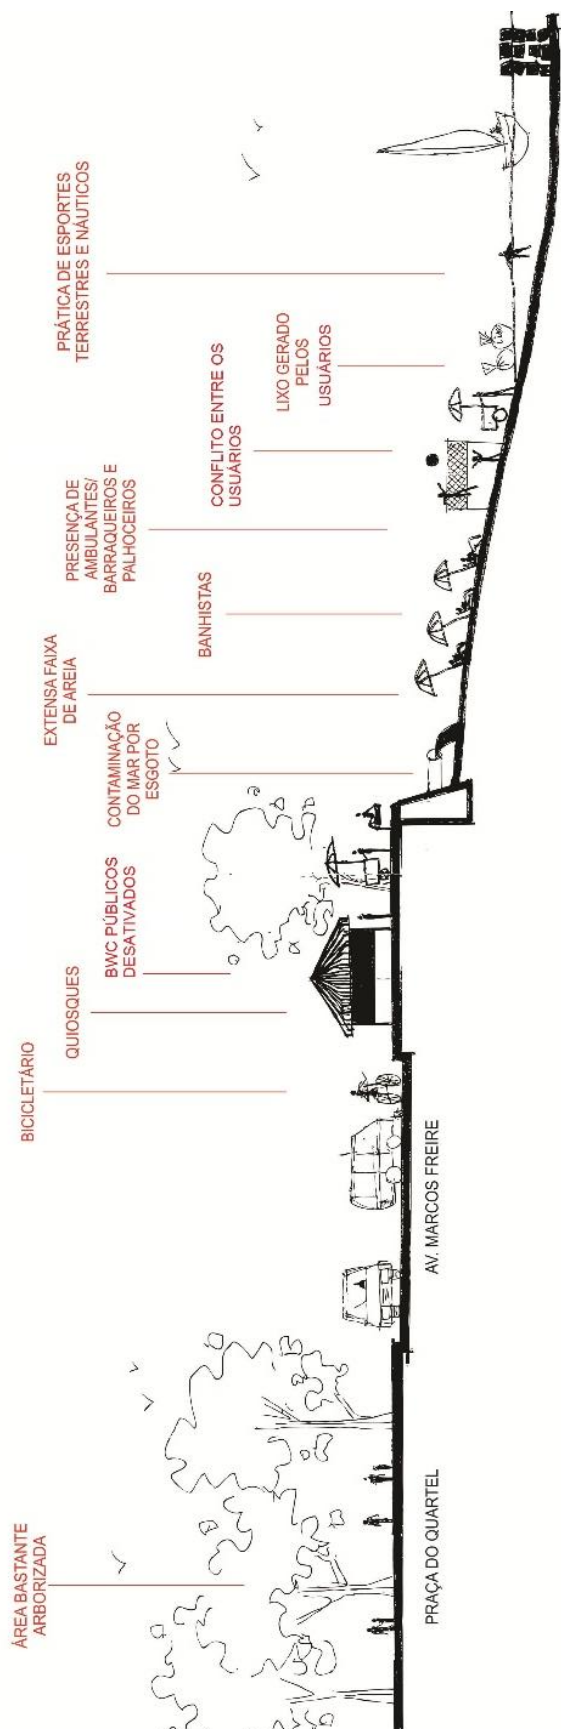 ÁREA BASTANTE
ARBORIZADA
BICICLETÁRIO
QUIOSQUES
BWC PÚBLICOS
DESATIVADOS
CONTAMINAÇÃO
DO MAR POR
ESGOTO
EXTENSA FAIXA
DE AREIA
BANHISTAS
PRESENÇA DE
AMBULANTES/
BARRAQUEIROS E
PALHOCEIROS
CONFLITO ENTRE OS
USUÁRIOS
LIXO GERADO
PELOS
USUÁRIOS
PRÁTICA DE ESPORTES
TERRESTRES E NÁUTICOS
PRAÇA DO QUARTEL
AV. MARCOS FREIRE